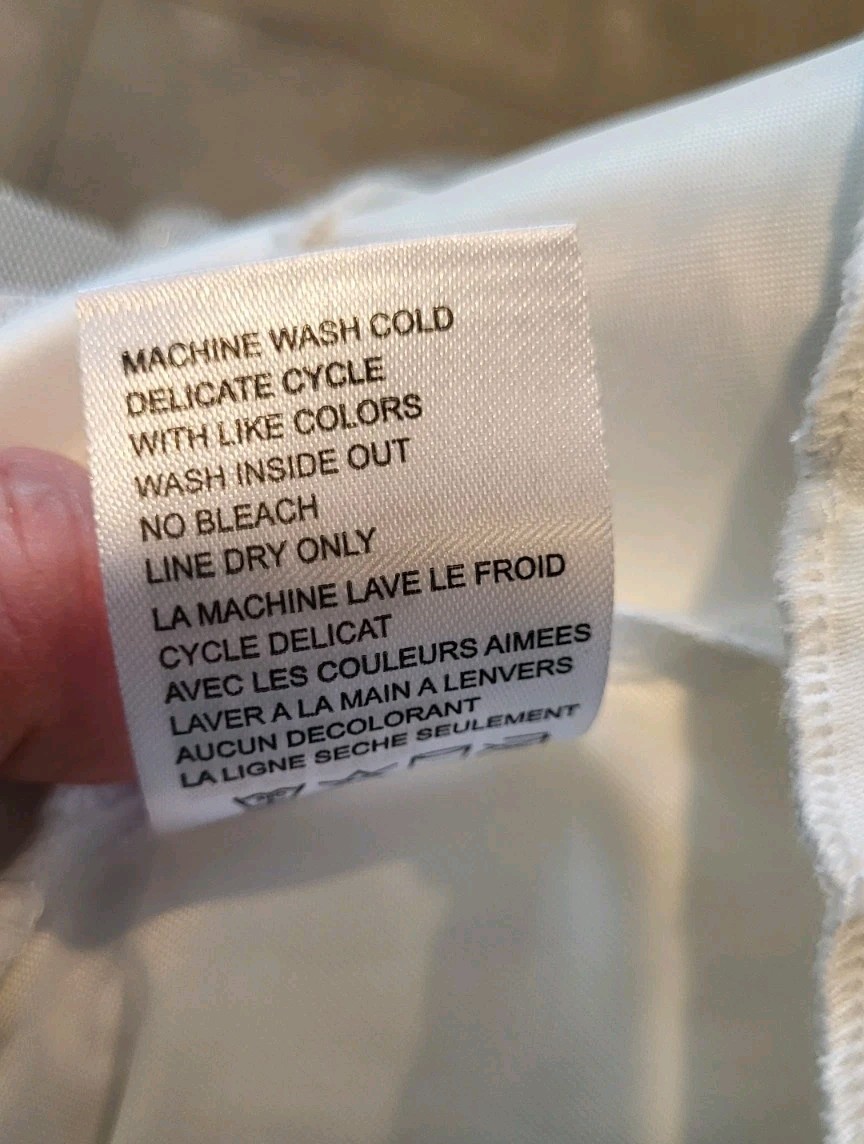 MACHINE WASH COLD
DELICATE CYCLE
WITH LIKE COLORS
WASH INSIDE OUT
NO BLEACH
LINE DRY ONLY
LA MACHINE LAVE LE FROID
CYCLE DELICAT
AVEC LES COULEURS AIMEES
LAVER A LA MAIN A LENVERS
AUCUN DECOLORANT
LA LIGNE SECHE SEULEMENT